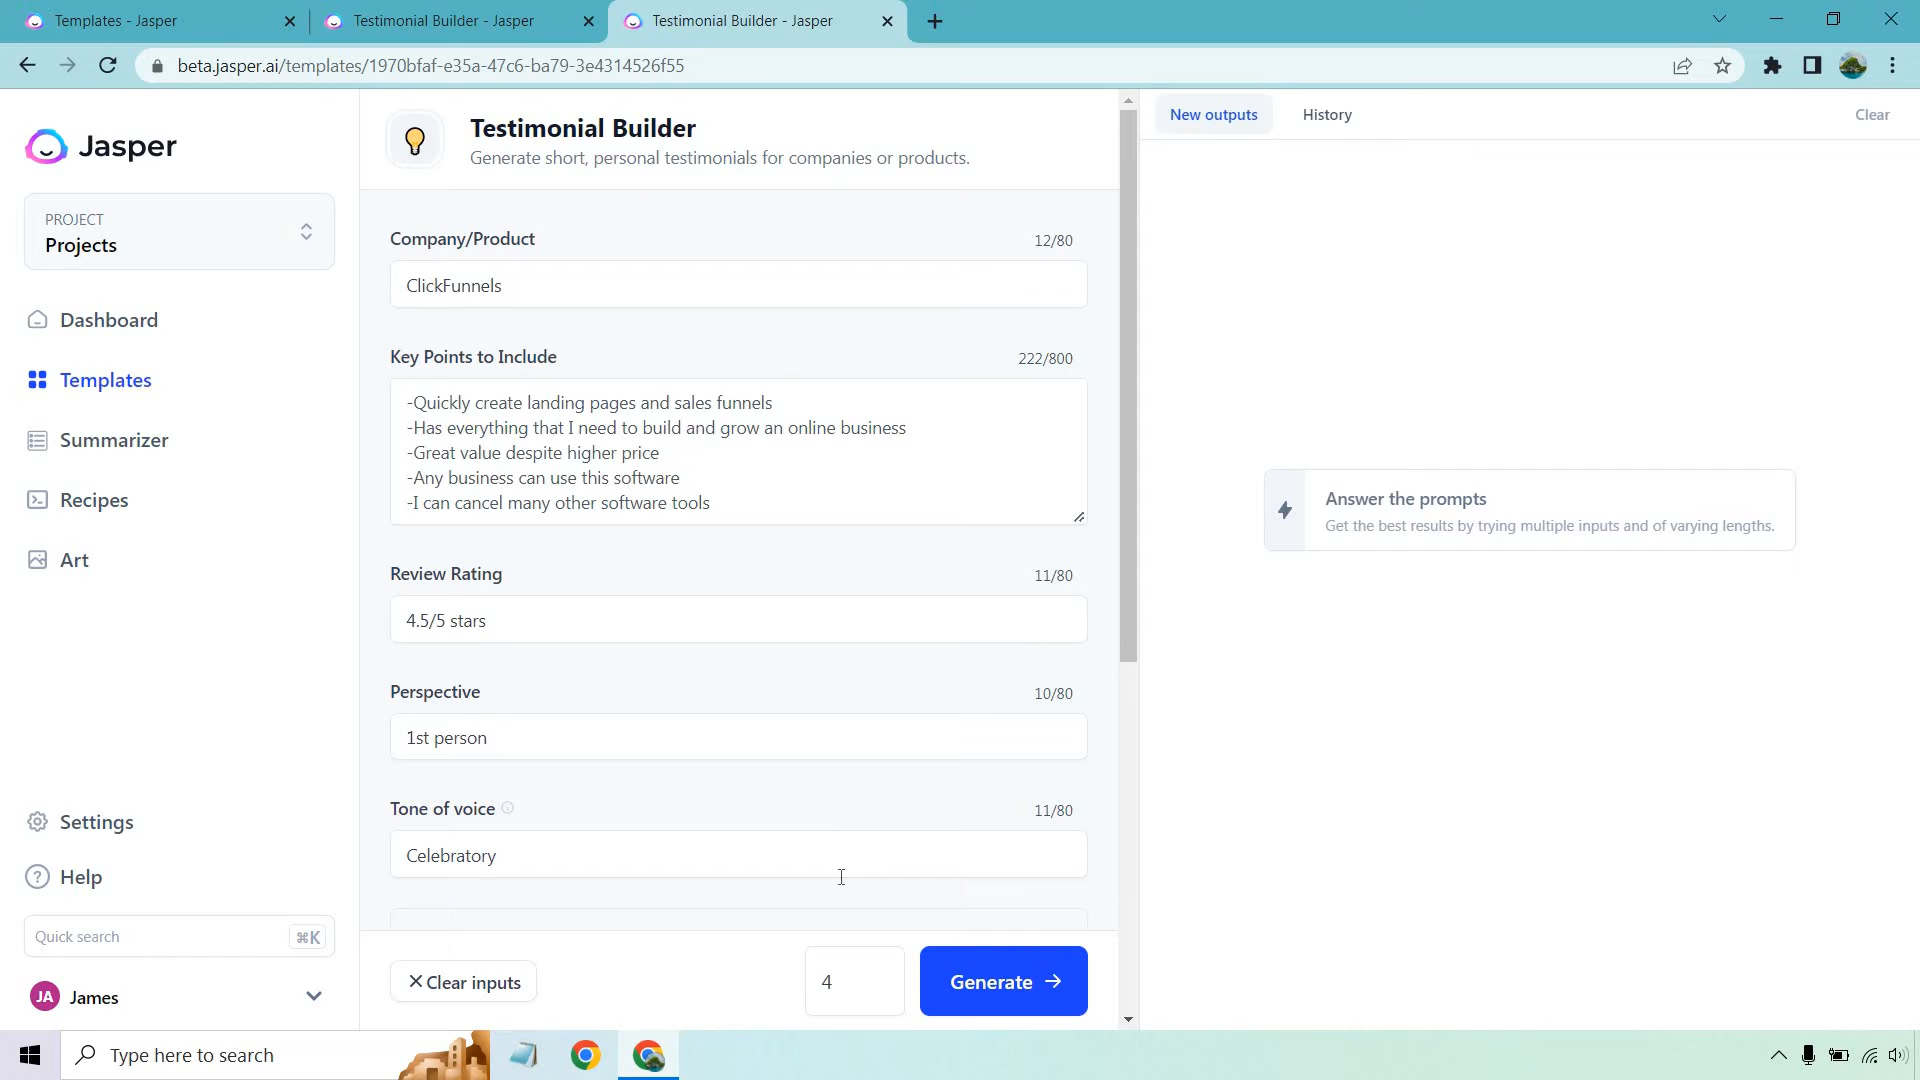 Templates - Jasper
Testimonial Builder - Jasper
Testimonial Builder - Jasper
beta.jasper.ai/templates/1970bfaf-e35a-47c6-ba79-3e4314526f55
Jasper
PROJECT
Projects
Dashboard
Templates
Summarizer
Recipes
Art
Settings
Help
Quick search
⌘K
JA
James
Testimonial Builder
Generate short, personal testimonials for companies or products.
Company/Product
12/80
ClickFunnels
Key Points to Include
222/800
-Quickly create landing pages and sales funnels
-Has everything that I need to build and grow an online business
-Great value despite higher price
-Any business can use this software
-I can cancel many other software tools
Review Rating
11/80
4.5/5 stars
Perspective
10/80
1st person
Tone of voice
11/80
Celebratory
Clear inputs
4
Generate
New outputs
History
Clear
Answer the prompts
Get the best results by trying multiple inputs and of varying lengths.
Type here to search